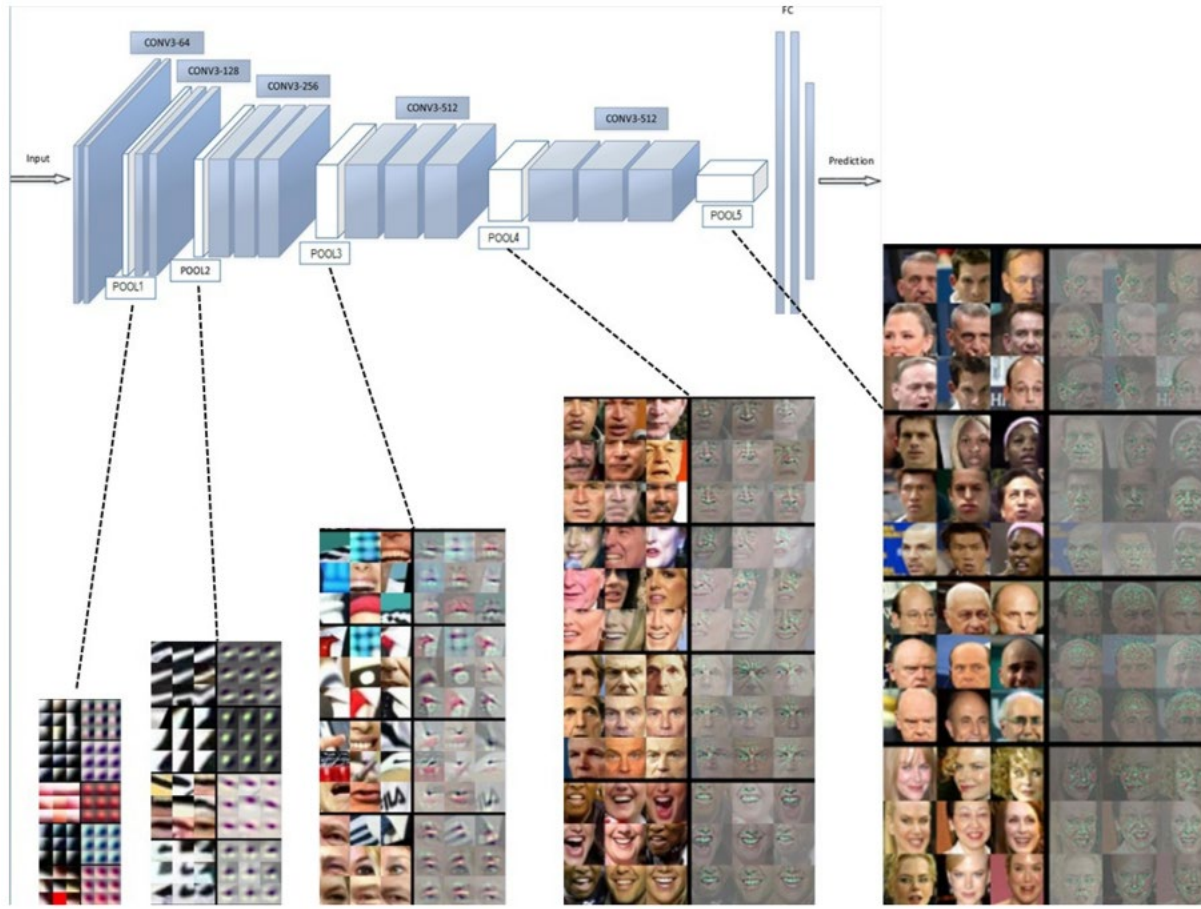 FC
CONV3-64
CONV3-128
CONV3-256
CONV3-512
CONV3-512
Input
Prediction
POOL5
POOL4
POOL3
POOL2
POOL1